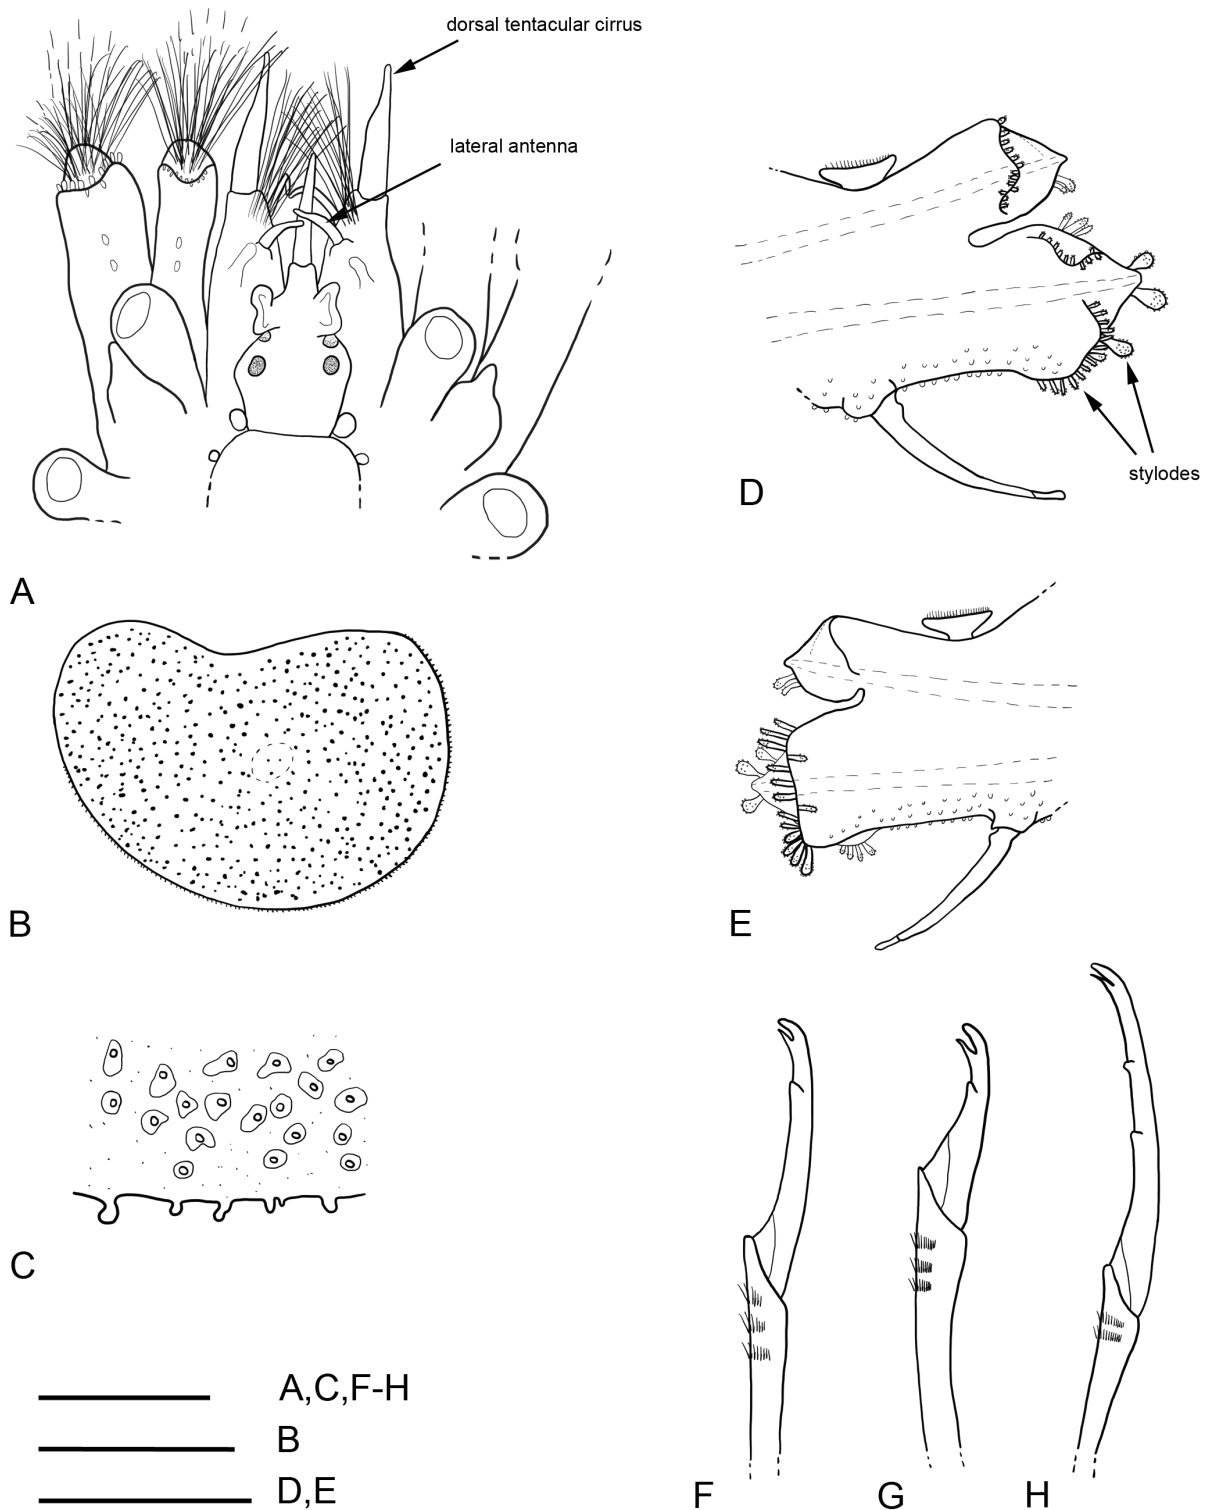 dorsal tentacular cirrus
lateral antenna
A
B
C
A,C,F-H
B
D,E
D
stylodes
E
F
G
H